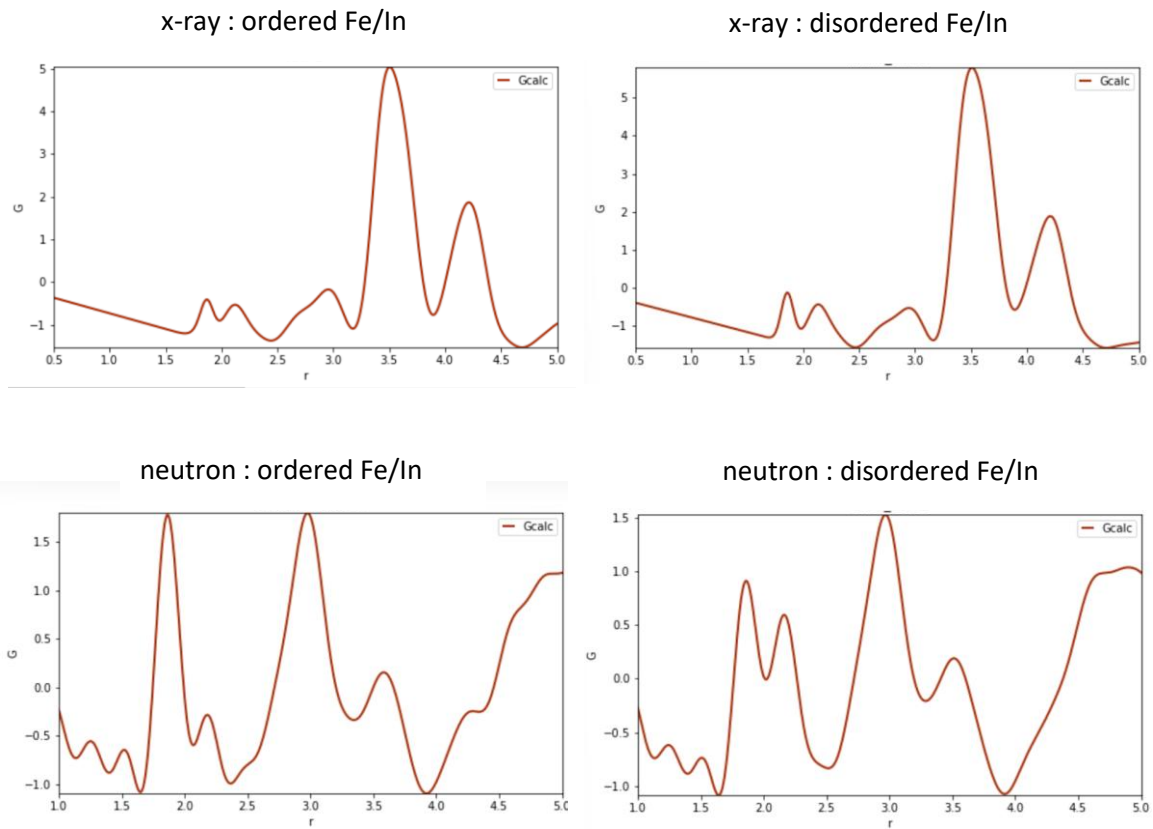 x-ray : ordered Fe/In
x-ray : disordered Fe/In
5
4
3
2
1
0
−1
G
Gcalc
0.5 1.0 1.5 2.0 2.5 3.0 3.5 4.0 4.5 5.0
r
5
4
3
2
1
0
−1
G
Gcalc
0.5 1.0 1.5 2.0 2.5 3.0 3.5 4.0 4.5 5.0
r
neutron : ordered Fe/In
neutron : disordered Fe/In
1.5
1.0
0.5
0.0
−0.5
−1.0
G
Gcalc
1.0 1.5 2.0 2.5 3.0 3.5 4.0 4.5 5.0
r
1.5
1.0
0.5
0.0
−0.5
−1.0
G
Gcalc
1.0 1.5 2.0 2.5 3.0 3.5 4.0 4.5 5.0
r